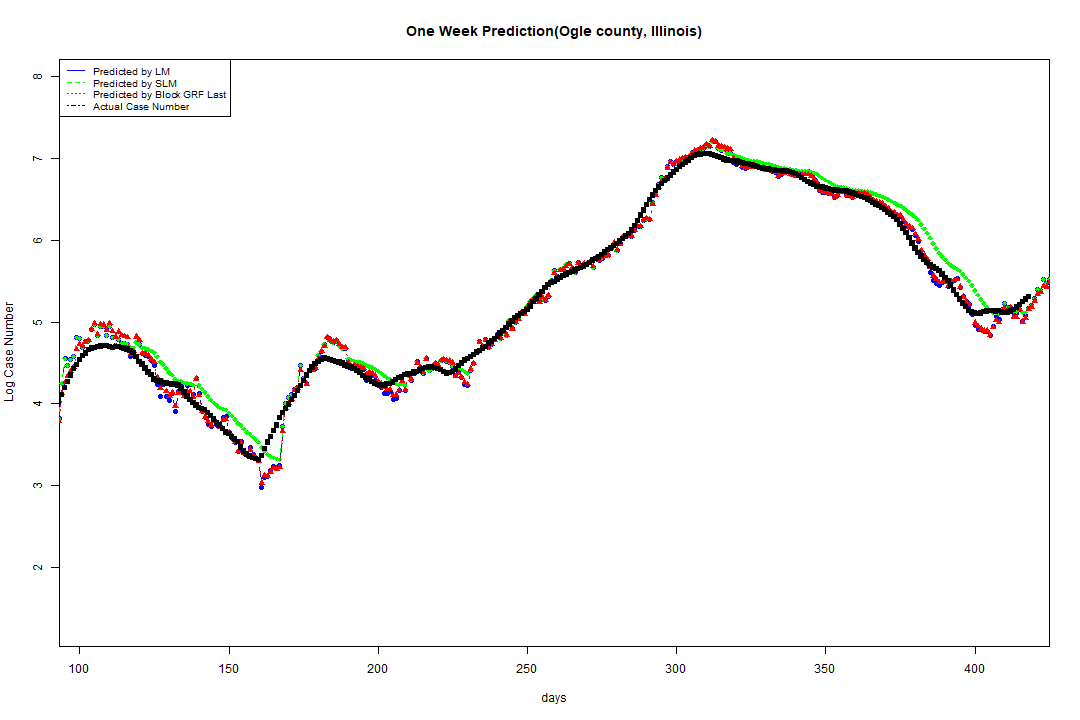 One Week Prediction(Ogle county, Illinois)
Predicted by LM
Predicted by SLM
Predicted by Block GRF Last
Actual Case Number
8
7
6
5
4
3
2
Log Case Number
100 150 200 250 300 350 400
days